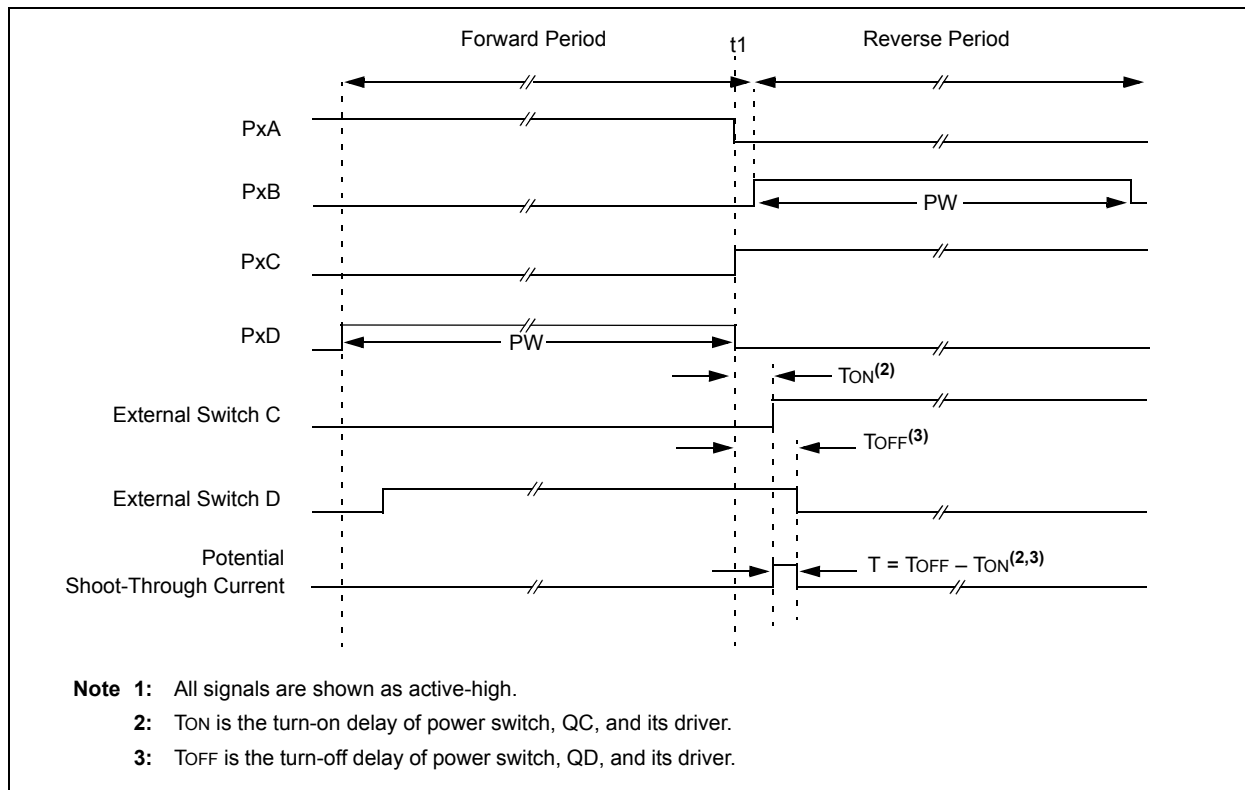 Forward Period
t1
Reverse Period
PxA
PxB
PW
PxC
PxD
PW
TON(2)
External Switch C
TOFF(3)
External Switch D
Potential
Shoot-Through Current
T = TOFF – TON(2,3)
Note 1: All signals are shown as active-high.
2: TON is the turn-on delay of power switch, QC, and its driver.
3: TOFF is the turn-off delay of power switch, QD, and its driver.